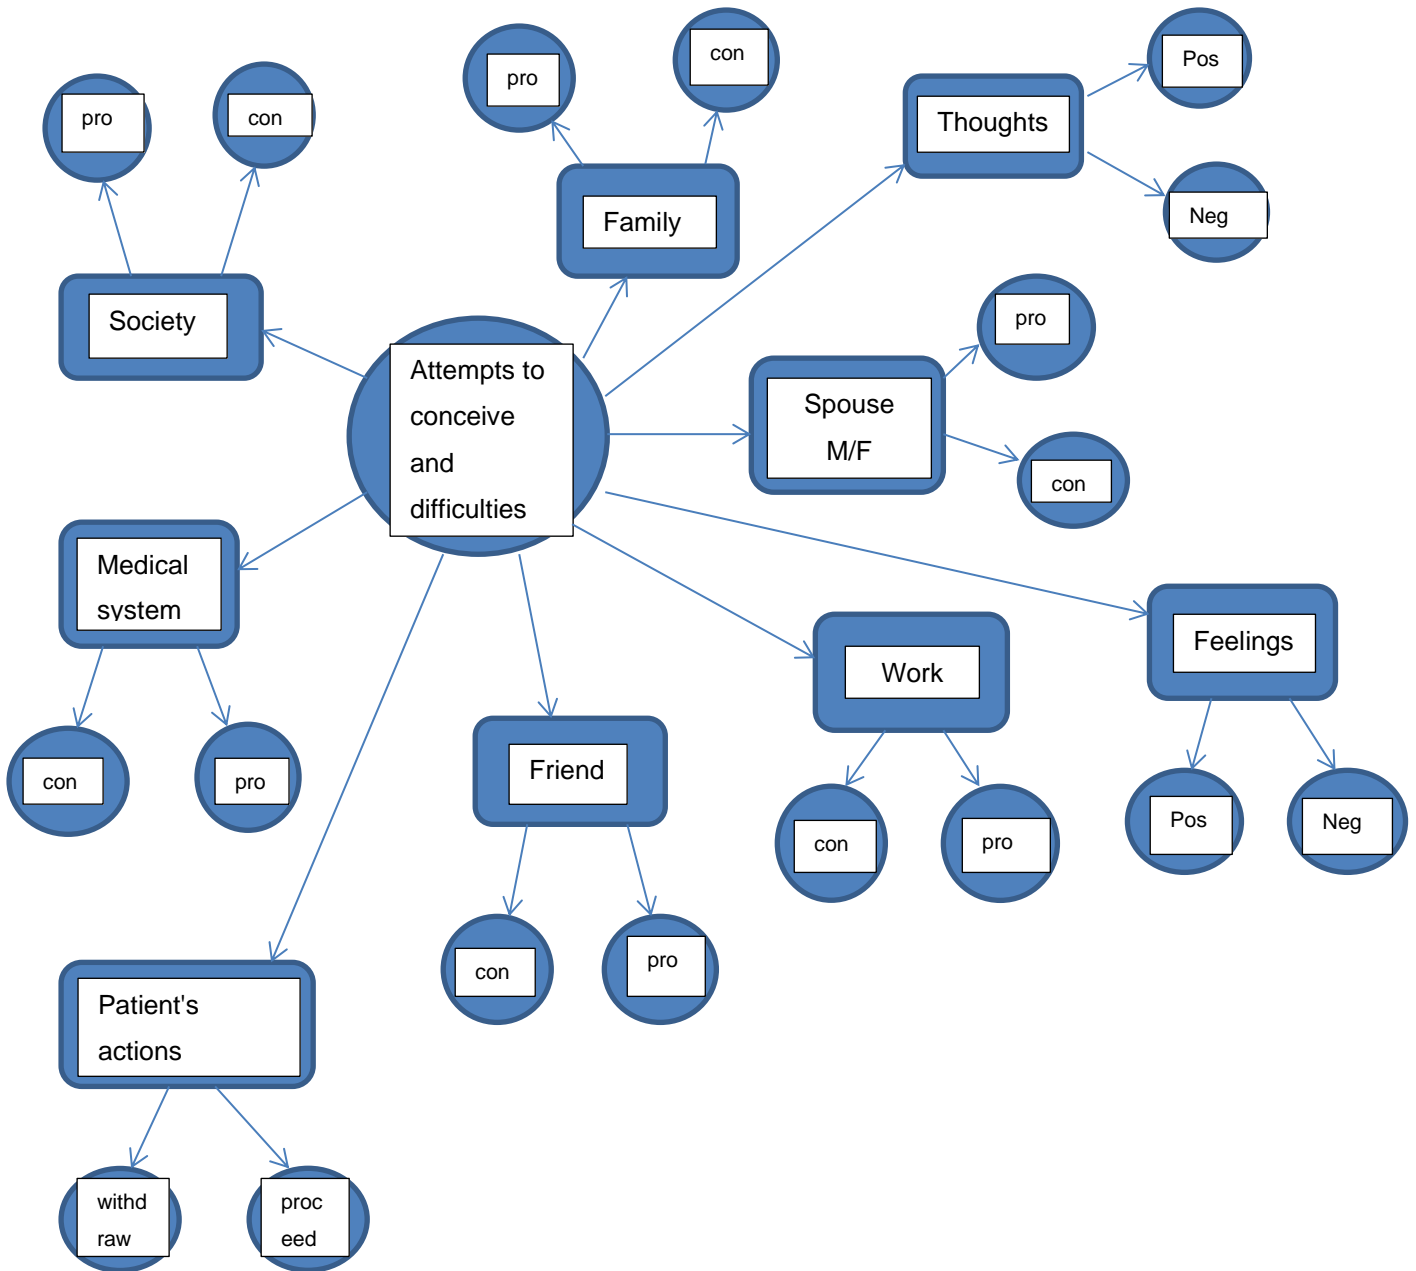 pro
con
Society
pro
con
Family
Thoughts
Pos
Neg
Attempts to
conceive
and
difficulties
Spouse
M/F
pro
con
Medical
system
con
pro
Friend
con
pro
Work
con
pro
Feelings
Pos
Neg
Patient's
actions
withd
raw
proc
eed